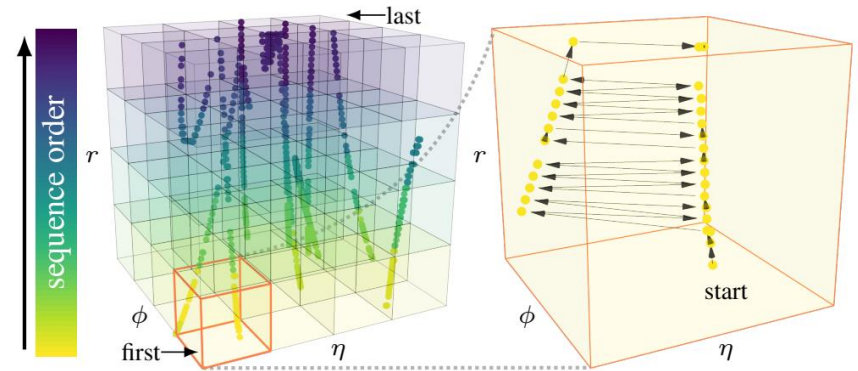 sequence order
r
ϕ
η
first
last
r
ϕ
η
start